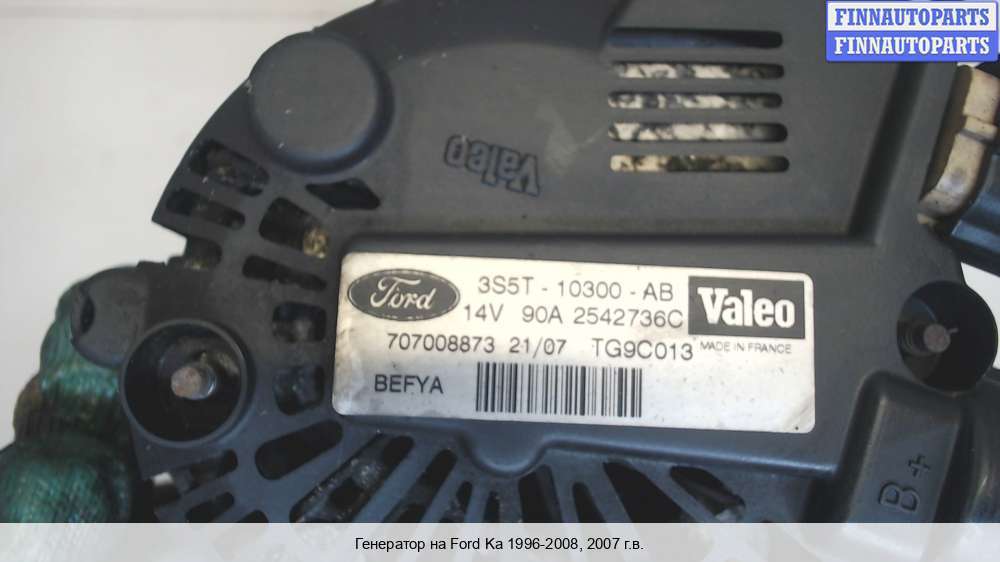 FINNAUTOPARTS
FINNAUTOPARTS
Valeo
Ford
3S5T - 10300 - AB
14V 90A 2542736C
Valeo
707008873 21/07 TG9C013
MADE IN FRANCE
BEFYA
B+
Генератор на Ford Ka 1996-2008, 2007 г.в.